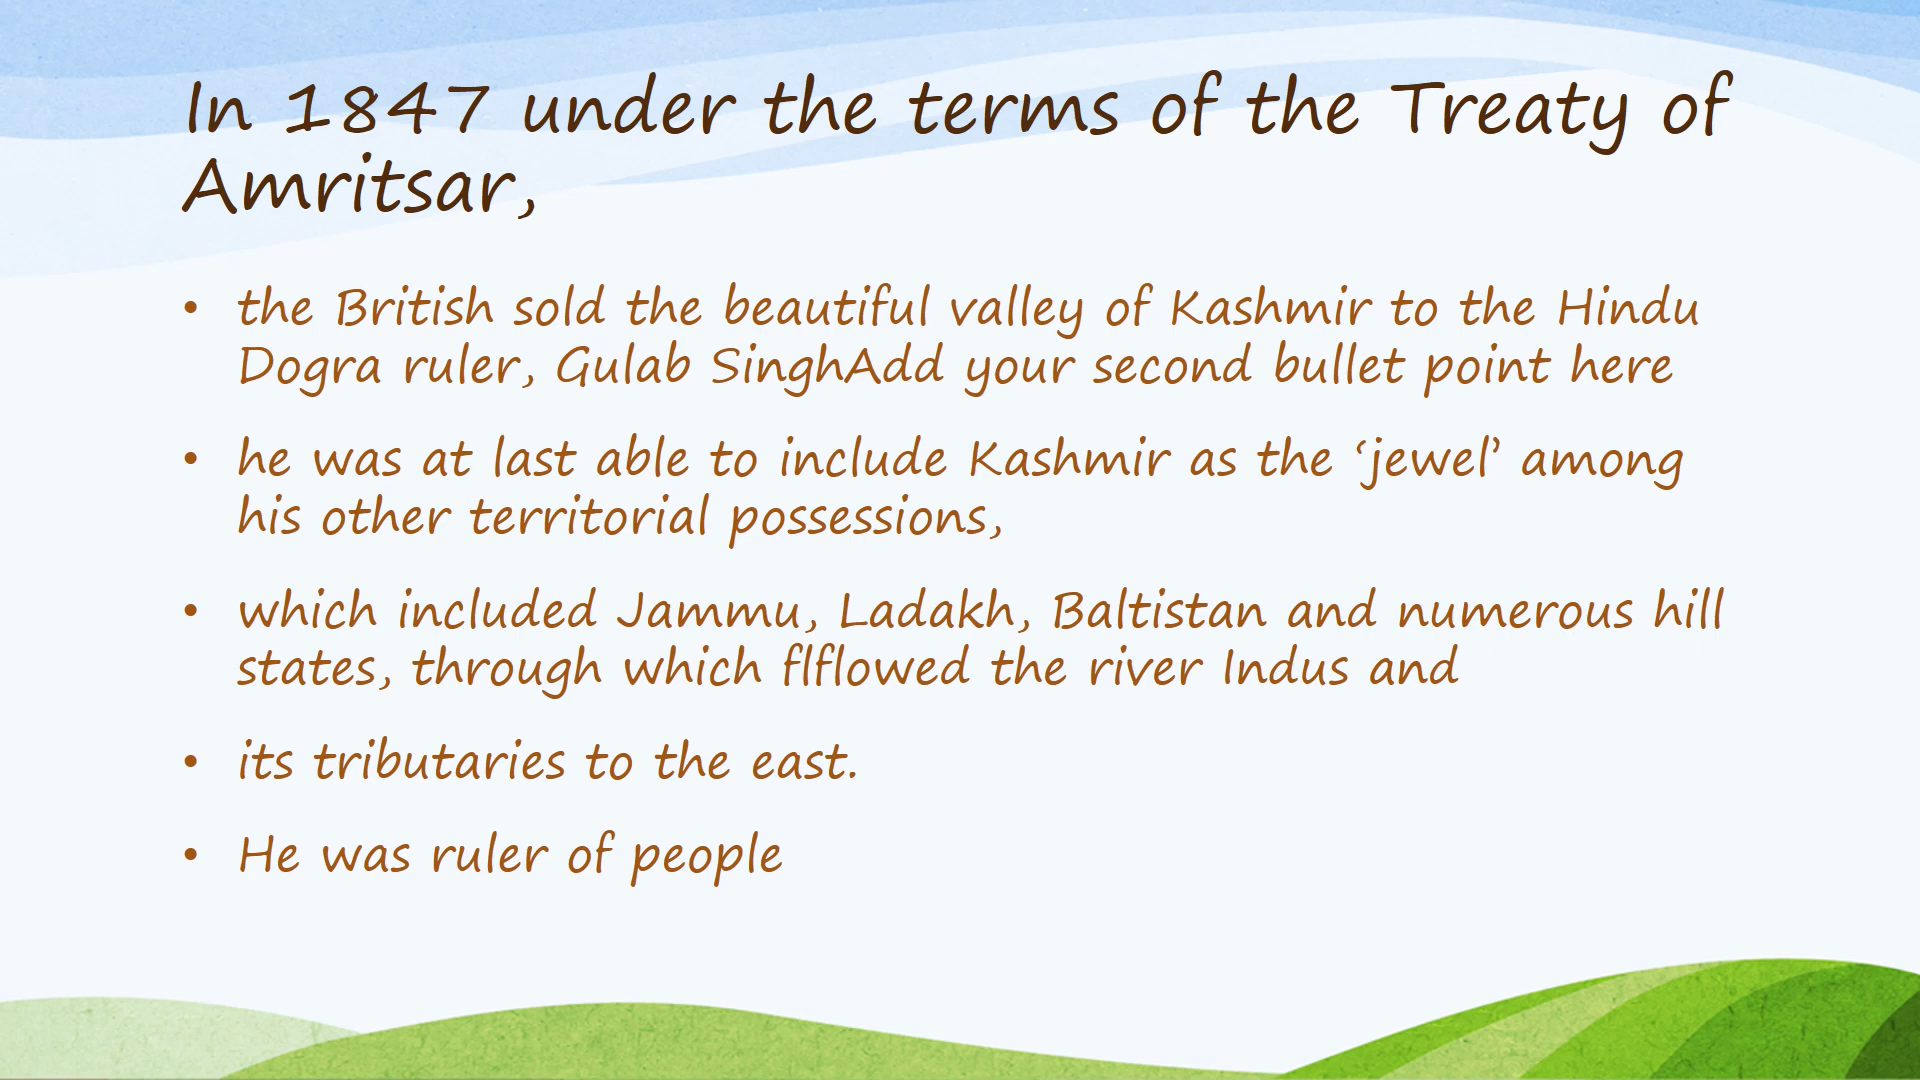 In 1847 under the terms of the Treaty of
Amritsar,
• the British sold the beautiful valley of Kashmir to the Hindu
Dogra ruler, Gulab SinghAdd your second bullet point here
• he was at last able to include Kashmir as the ‘jewel’ among
his other territorial possessions,
• which included Jammu, Ladakh, Baltistan and numerous hill
states, through which flflowed the river Indus and
• its tributaries to the east.
• He was ruler of people